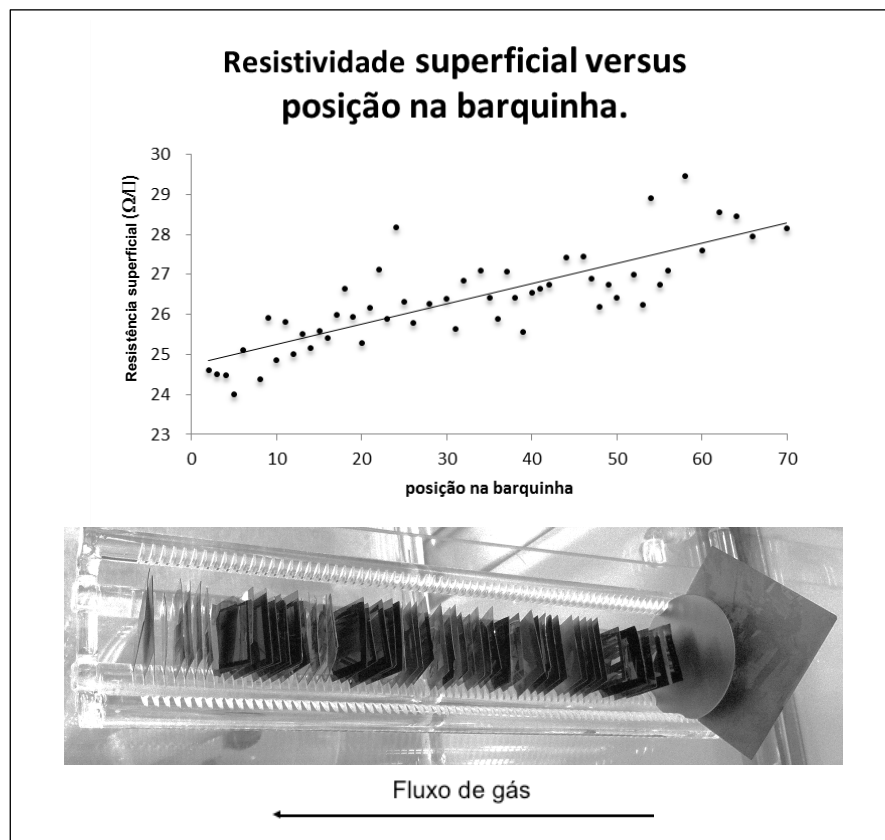 Resistividade superficial versus
posição na barquinha.
Resistência superficial (Ω/□)
30
29
28
27
26
25
24
23
0 10 20 30 40 50 60 70
posição na barquinha
Fluxo de gás